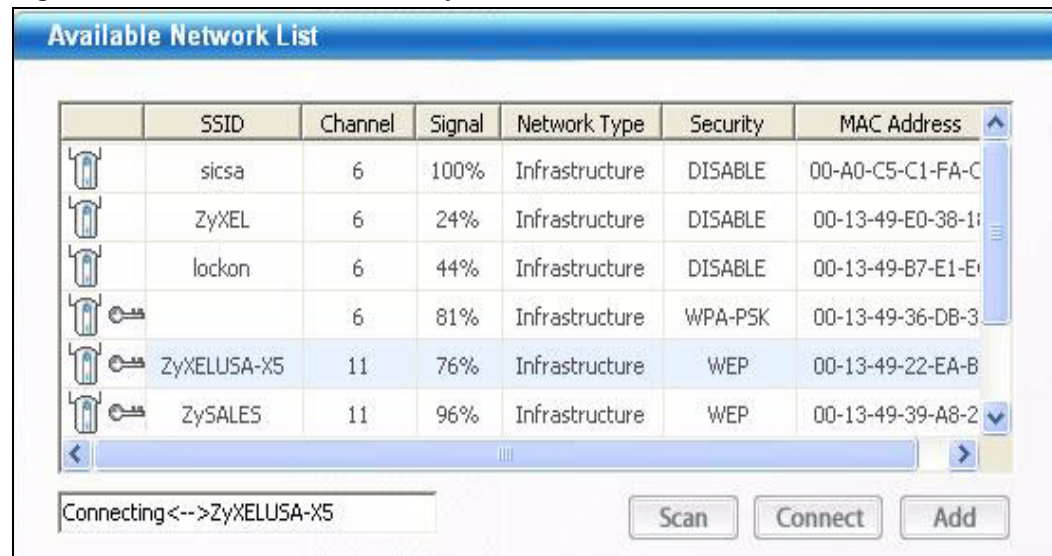 Available Network List
SSID Channel Signal Network Type Security MAC Address
sicsa 6 100% Infrastructure DISABLE 00-A0-C5-C1-FA-C
ZyXEL 6 24% Infrastructure DISABLE 00-13-49-E0-38-18
lockon 6 44% Infrastructure DISABLE 00-13-49-B7-E1-E
6 81% Infrastructure WPA-PSK 00-13-49-36-DB-3
ZyXELUSA-X5 11 76% Infrastructure WEP 00-13-49-22-EA-B
ZySALES 11 96% Infrastructure WEP 00-13-49-39-A8-2
Connecting<-->ZyXELUSA-X5 Scan Connect Add